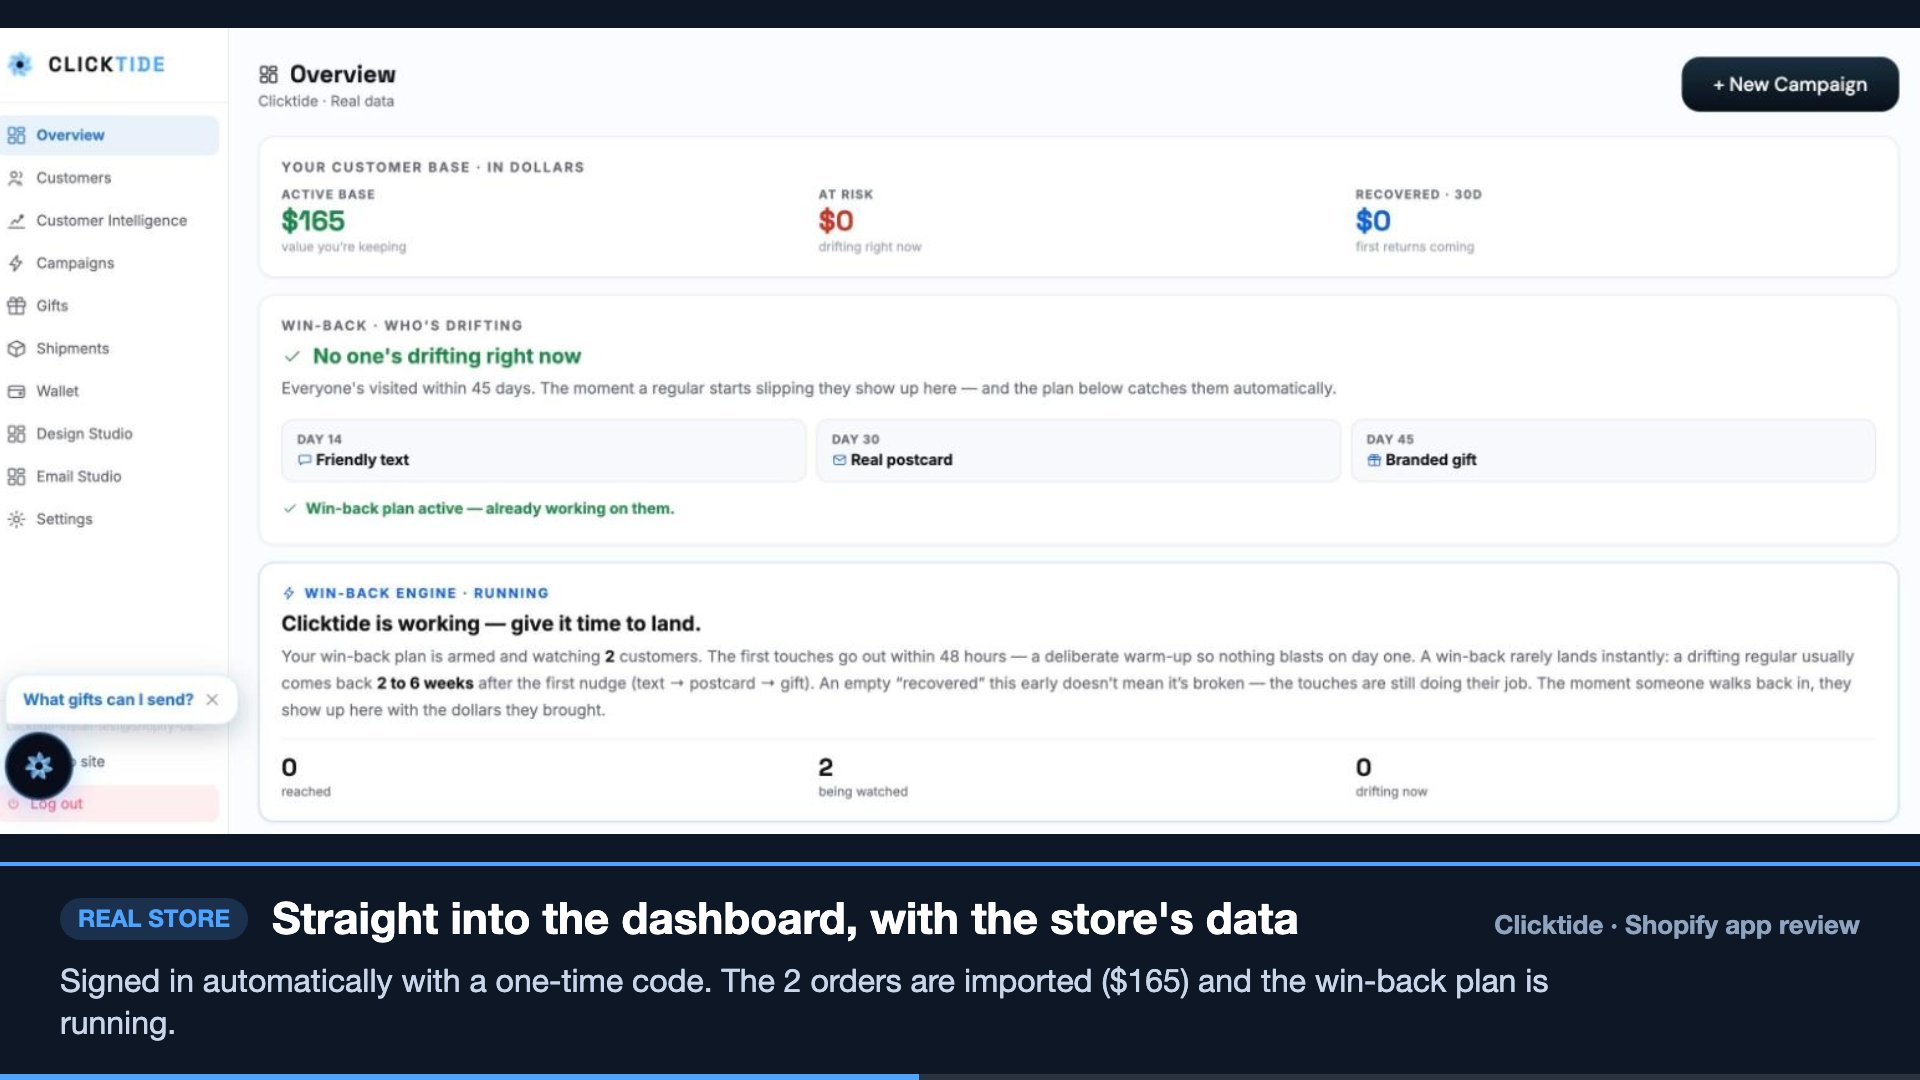 CLICKTIDE
Overview
Customers
Customer Intelligence
Campaigns
Gifts
Shipments
Wallet
Design Studio
Email Studio
Settings
What gifts can I send?
site
Log out
Overview
Clicktide · Real data
+ New Campaign
YOUR CUSTOMER BASE · IN DOLLARS
ACTIVE BASE
$165
value you're keeping
AT RISK
$0
drifting right now
RECOVERED · 30D
$0
first returns coming
WIN-BACK · WHO'S DRIFTING
No one's drifting right now
Everyone's visited within 45 days. The moment a regular starts slipping they show up here — and the plan below catches them automatically.
DAY 14
Friendly text
DAY 30
Real postcard
DAY 45
Branded gift
Win-back plan active — already working on them.
WIN-BACK ENGINE · RUNNING
Clicktide is working — give it time to land.
Your win-back plan is armed and watching 2 customers. The first touches go out within 48 hours — a deliberate warm-up so nothing blasts on day one. A win-back rarely lands instantly: a drifting regular usually
comes back 2 to 6 weeks after the first nudge (text → postcard → gift). An empty “recovered” this early doesn't mean it's broken — the touches are still doing their job. The moment someone walks back in, they
show up here with the dollars they brought.
0
reached
2
being watched
0
drifting now
REAL STORE
Straight into the dashboard, with the store's data
Clicktide · Shopify app review
Signed in automatically with a one-time code. The 2 orders are imported ($165) and the win-back plan is
running.